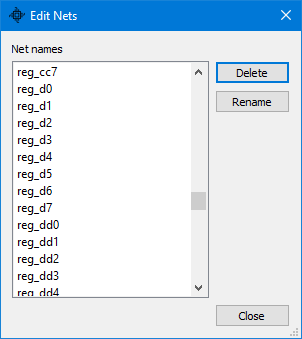 Edit Nets
Net names
reg_cc7
reg_d0
reg_d1
reg_d2
reg_d3
reg_d4
reg_d5
reg_d6
reg_d7
reg_dd0
reg_dd1
reg_dd2
reg_dd3
reg_dd4
Delete
Rename
Close